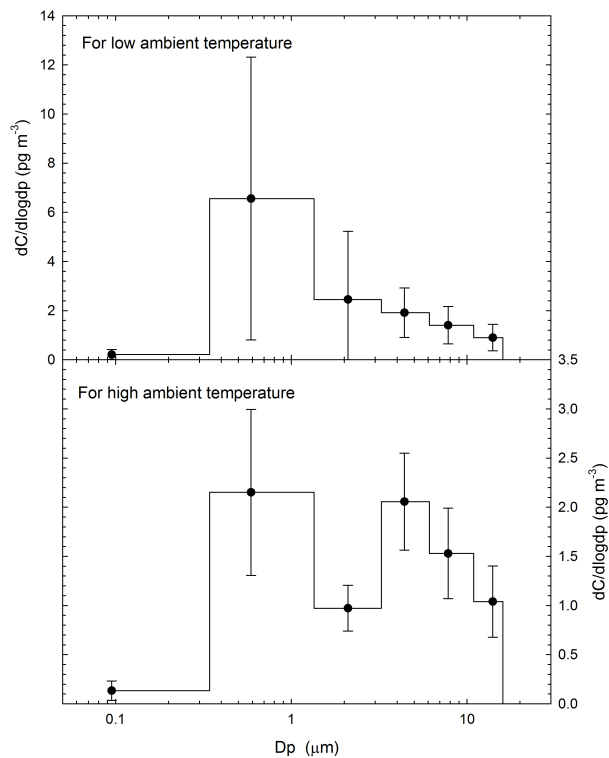 14
For low ambient temperature
12
10
8
6
4
2
0
dC/dlogdp (pg m⁻³)
3.5
For high ambient temperature
3.0
2.5
2.0
1.5
1.0
0.5
0.0
dC/dlogdp (pg m⁻³)
0.1 1 10
Dp (μm)